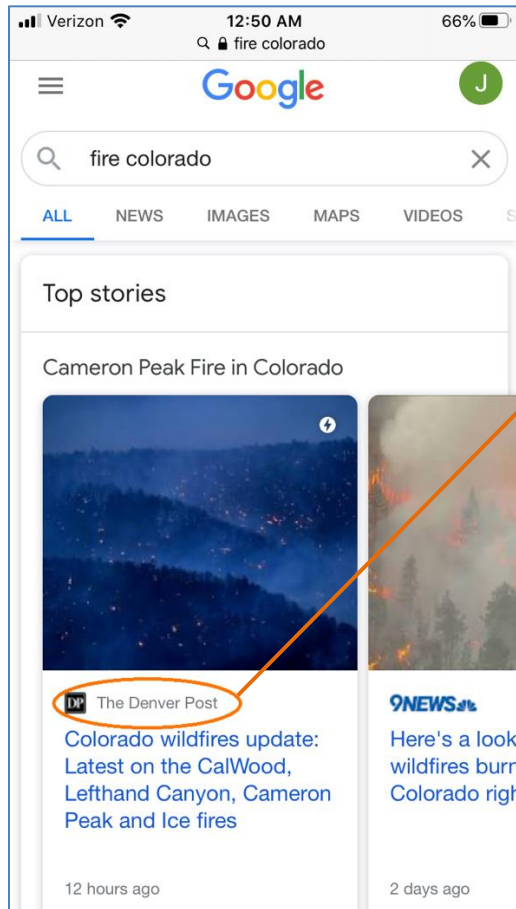 Verizon 12:50 AM 66%
fire colorado
Google
J
fire colorado
ALL NEWS IMAGES MAPS VIDEOS S
Top stories
Cameron Peak Fire in Colorado
DP The Denver Post
Colorado wildfires update:
Latest on the CalWood,
Lefthand Canyon, Cameron
Peak and Ice fires
12 hours ago
9NEWS
Here's a look
wildfires burn
Colorado righ
2 days ago